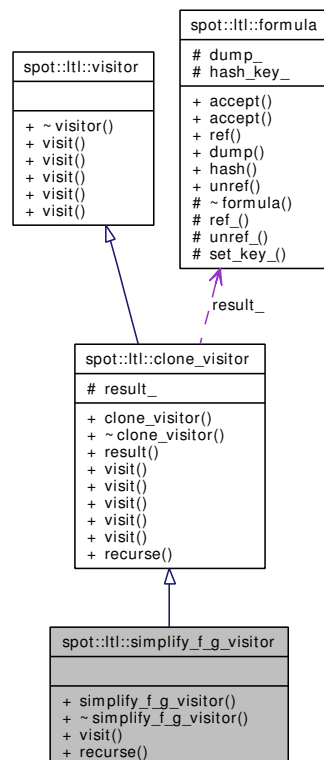 spot::ltl::formula
# dump_
# hash_key_
+ accept()
+ accept()
+ ref()
+ dump()
+ hash()
+ unref()
# ~formula()
# ref_()
# unref_()
# set_key_()
spot::ltl::visitor
+ ~visitor()
+ visit()
+ visit()
+ visit()
+ visit()
+ visit()
result_
spot::ltl::clone_visitor
# result_
+ clone_visitor()
+ ~clone_visitor()
+ result()
+ visit()
+ visit()
+ visit()
+ visit()
+ visit()
+ recurse()
spot::ltl::simplify_f_g_visitor
+ simplify_f_g_visitor()
+ ~simplify_f_g_visitor()
+ visit()
+ recurse()